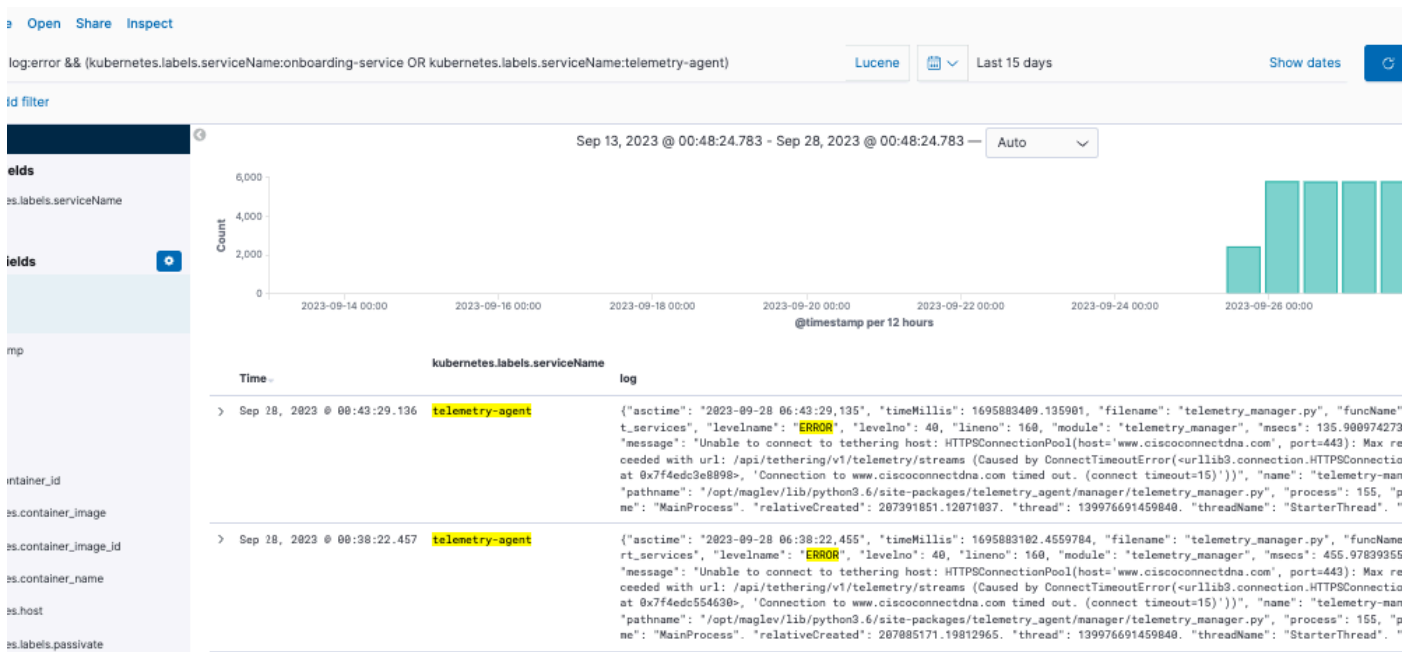 e Open Share Inspect
log:error && (kubernetes.labels.serviceName:onboarding-service OR kubernetes.labels.serviceName:telemetry-agent)
Lucene
Last 15 days
Show dates
dd filter
Sep 13, 2023 @ 00:48:24.783 - Sep 28, 2023 @ 00:48:24.783 —
Auto
elds
es.labels.serviceName
ields
mp
ntainer_id
es.container_image
es.container_image_id
es.container_name
es.host
es.labels.passivate
6,000
4,000
2,000
0
Count
2023-09-14 00:00 2023-09-16 00:00 2023-09-18 00:00 2023-09-20 00:00 2023-09-22 00:00 2023-09-24 00:00 2023-09-26 00:00
@timestamp per 12 hours
Time kubernetes.labels.serviceName log
Sep 28, 2023 @ 00:43:29.136 telemetry-agent {"asctime": "2023-09-28 06:43:29,135", "timeMillis": 1695883409.135901, "filename": "telemetry_manager.py", "funcName"
t_services", "levelname": "ERROR", "levelno": 40, "lineno": 160, "module": "telemetry_manager", "msecs": 135.900974273
"message": "Unable to connect to tethering host: HTTPSConnectionPool(host='www.ciscoconnectdna.com', port=443): Max re
ceeded with url: /api/tethering/v1/telemetry/streams (Caused by ConnectTimeoutError(<urllib3.connection.HTTPSConnectio
at 0x7f4edc3e8898>, 'Connection to www.ciscoconnectdna.com timed out. (connect timeout=15)'))", "name": "telemetry-man
"pathname": "/opt/maglev/lib/python3.6/site-packages/telemetry_agent/manager/telemetry_manager.py", "process": 155, "p
me": "MainProcess". "relativeCreated": 207391851.12071037. "thread": 139976691459840. "threadName": "StarterThread". "
Sep 28, 2023 @ 00:38:22.457 telemetry-agent {"asctime": "2023-09-28 06:38:22,455", "timeMillis": 1695883102.4559784, "filename": "telemetry_manager.py", "funcName
rt_services", "levelname": "ERROR", "levelno": 40, "lineno": 160, "module": "telemetry_manager", "msecs": 455.97839355
"message": "Unable to connect to tethering host: HTTPSConnectionPool(host='www.ciscoconnectdna.com', port=443): Max re
ceeded with url: /api/tethering/v1/telemetry/streams (Caused by ConnectTimeoutError(<urllib3.connection.HTTPSConnectio
at 0x7f4edc554630>, 'Connection to www.ciscoconnectdna.com timed out. (connect timeout=15)'))", "name": "telemetry-man
"pathname": "/opt/maglev/lib/python3.6/site-packages/telemetry_agent/manager/telemetry_manager.py", "process": 155, "p
me": "MainProcess". "relativeCreated": 207085171.19812965. "thread": 139976691459840. "threadName": "StarterThread". "